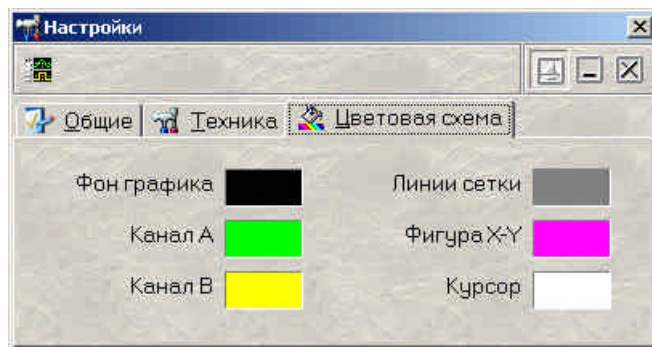 Настройки
Общие Техника Цветовая схема
Фон графика Линии сетки
Канал A Фигура X-Y
Канал B Курсор